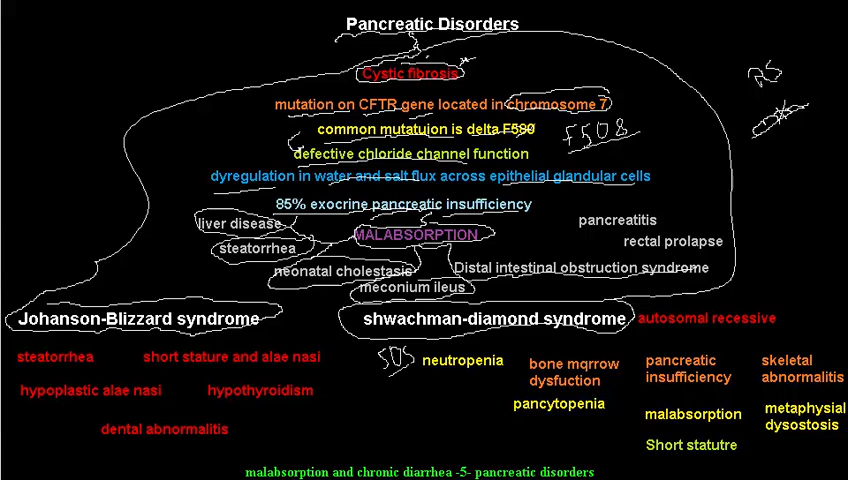 Pancreatic Disorders
Cystic fibrosis
mutation on CFTR gene located in chromosome 7
common mutatuion is delta F580
F508
defective chloride channel function
dyregulation in water and salt flux across epithelial glandular cells
85% exocrine pancreatic insufficiency
liver disease
pancreatitis
MALABSORPTION
steatorrhea
rectal prolapse
neonatal cholestasis
Distal intestinal obstruction syndrome
meconium ileus
Johanson-Blizzard syndrome
shwachman-diamond syndrome
autosomal recessive
steatorrhea
short stature and alae nasi
hypoplastic alae nasi
hypothyroidism
dental abnormalitis
SDS
neutropenia
bone mqrrow
dysfuction
pancreatic
insufficiency
skeletal
abnormalitis
pancytopenia
malabsorption
metaphysial
dysostosis
Short statutre
malabsorption and chronic diarrhea -5- pancreatic disorders